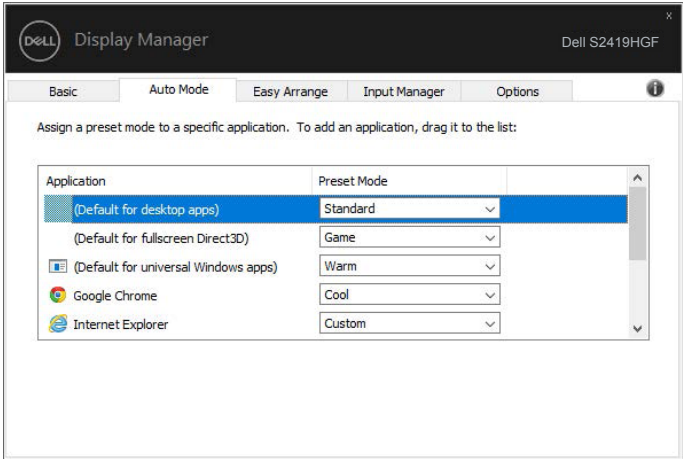 x
DELL Display Manager
Dell S2419HGF
Basic Auto Mode Easy Arrange Input Manager Options i
Assign a preset mode to a specific application. To add an application, drag it to the list:
Application Preset Mode
(Default for desktop apps) Standard
(Default for fullscreen Direct3D) Game
(Default for universal Windows apps) Warm
Google Chrome Cool
Internet Explorer Custom